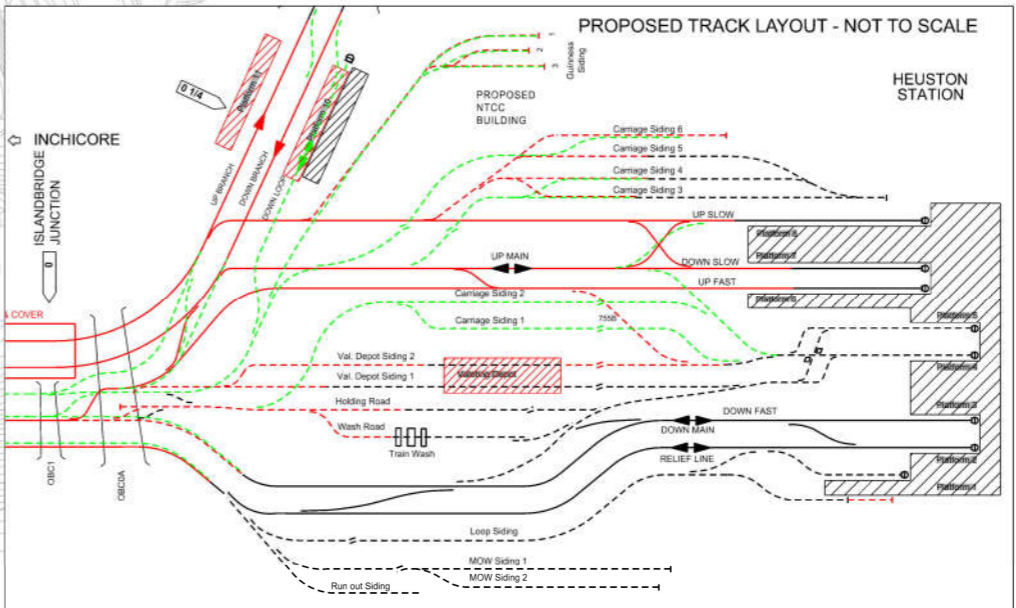 PROPOSED TRACK LAYOUT - NOT TO SCALE
HEUSTON
STATION
1
2
3
Guinness
Siding
PROPOSED
NTCC
BUILDING
Platform 11
Platform 10
0 1/4
INCHICORE
ISLANDBRIDGE
JUNCTION
0
UP BRANCH
DOWN BRANCH
DOWN LOOP
Carriage Siding 6
Carriage Siding 5
Carriage Siding 4
Carriage Siding 3
UP SLOW
Platform 8
Platform 7
UP MAIN
DOWN SLOW
UP FAST
Platform 6
Carriage Siding 2
Carriage Siding 1
755B
Platform 5
& COVER
Val. Depot Siding 2
Val. Depot Siding 1
Valeting Depot
Platform 4
Holding Road
Wash Road
Train Wash
Platform 3
DOWN FAST
DOWN MAIN
RELIEF LINE
Platform 2
Platform 1
OBC1
OBC0A
Loop Siding
MOW Siding 1
MOW Siding 2
Run out Siding